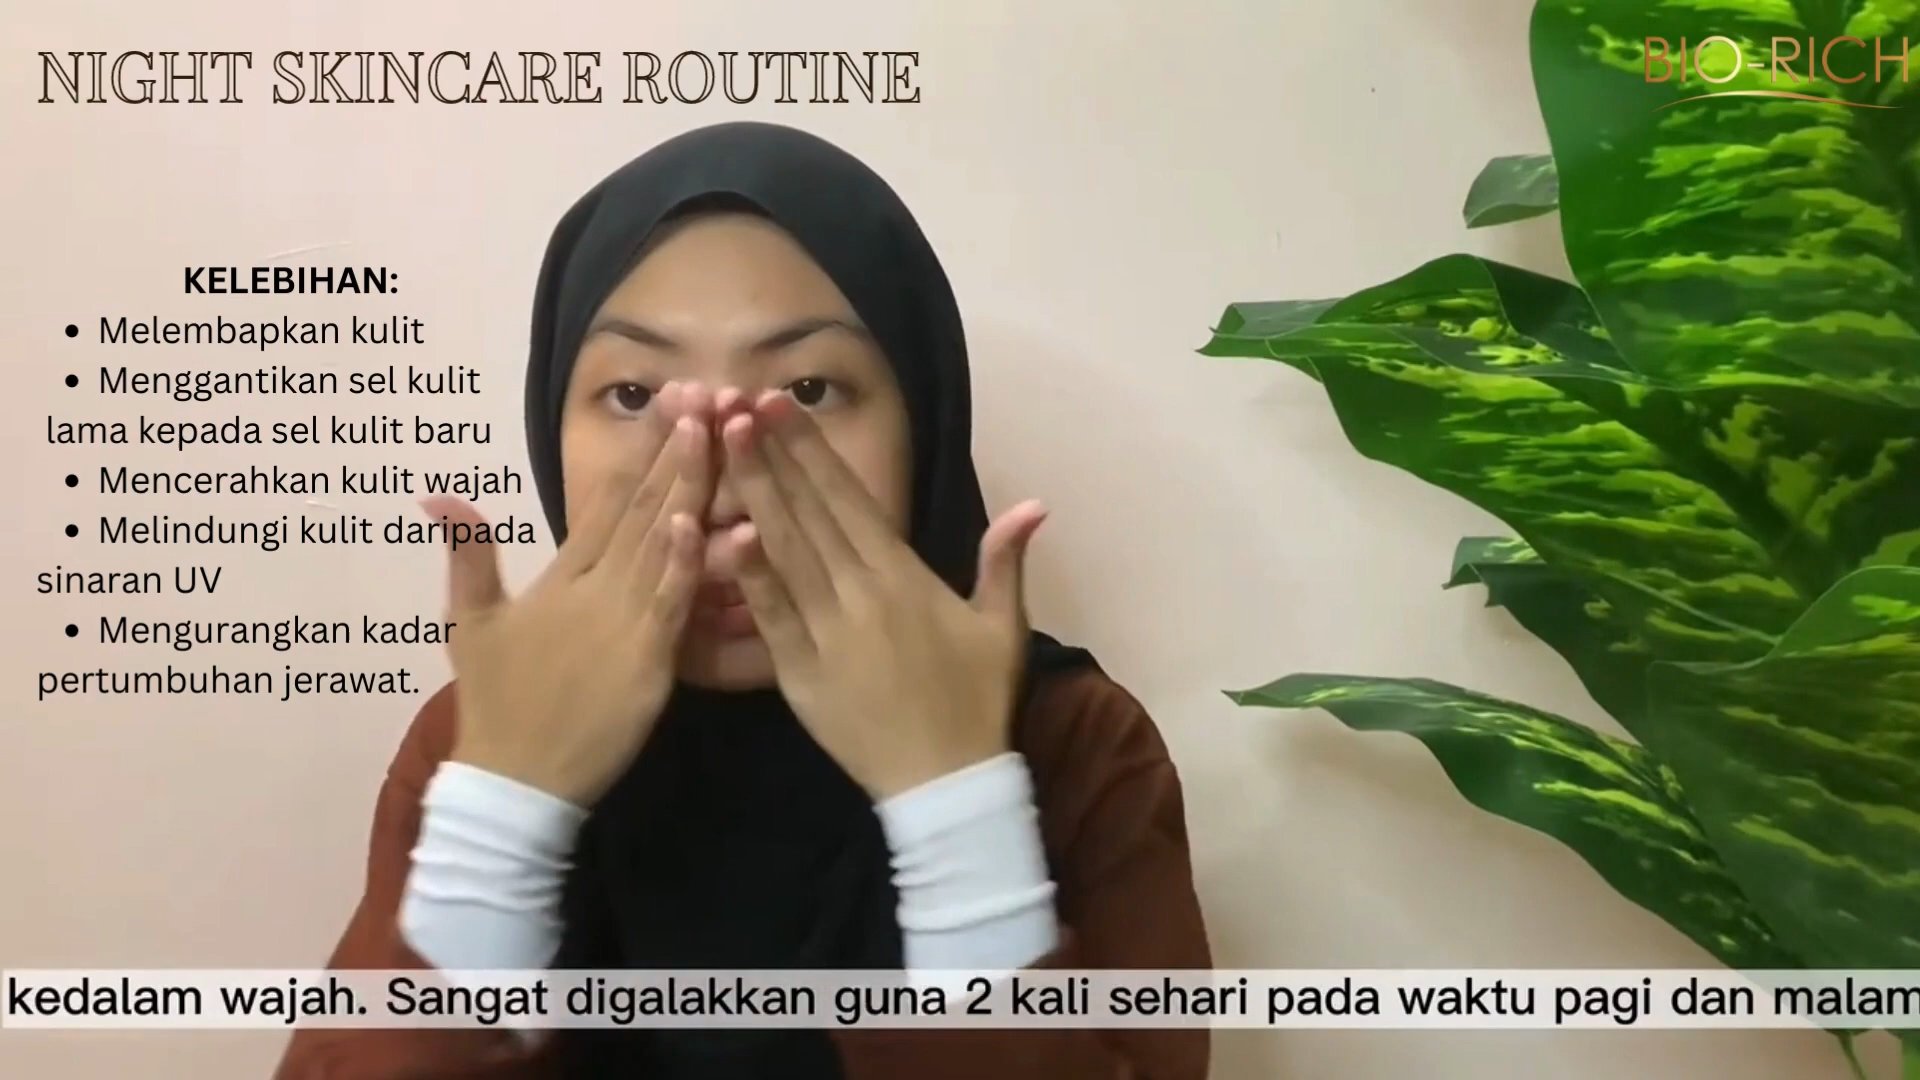 NIGHT SKINCARE ROUTINE
BIO-RICH
KELEBIHAN:
• Melembapkan kulit
• Menggantikan sel kulit
lama kepada sel kulit baru
• Mencerahkan kulit wajah
• Melindungi kulit daripada
sinaran UV
• Mengurangkan kadar
pertumbuhan jerawat.
kedalam wajah. Sangat digalakkan guna 2 kali sehari pada waktu pagi dan malam